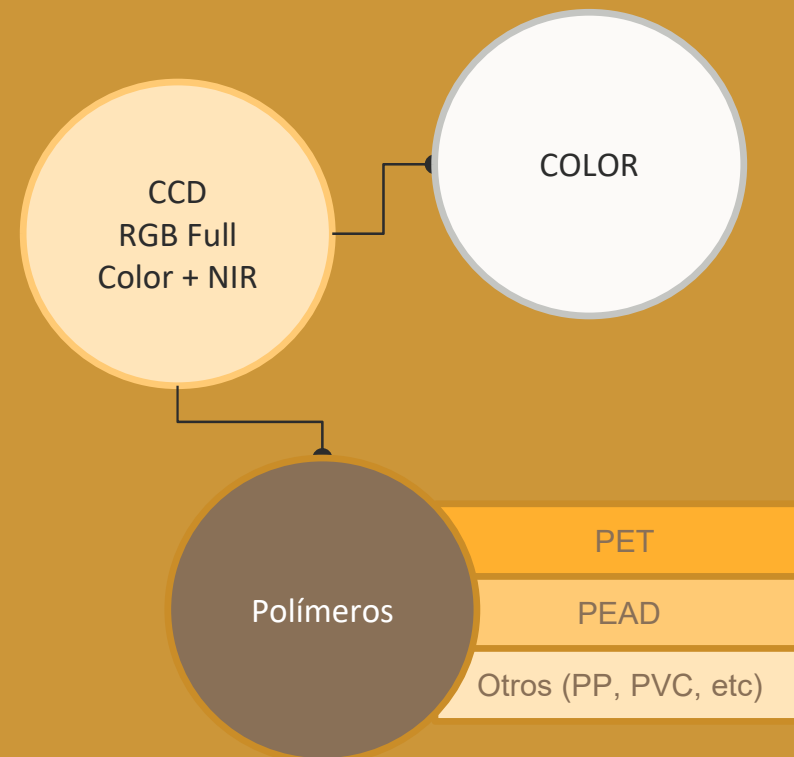 CCD
RGB Full
Color + NIR
COLOR
Polímeros
PET
PEAD
Otros (PP, PVC, etc)